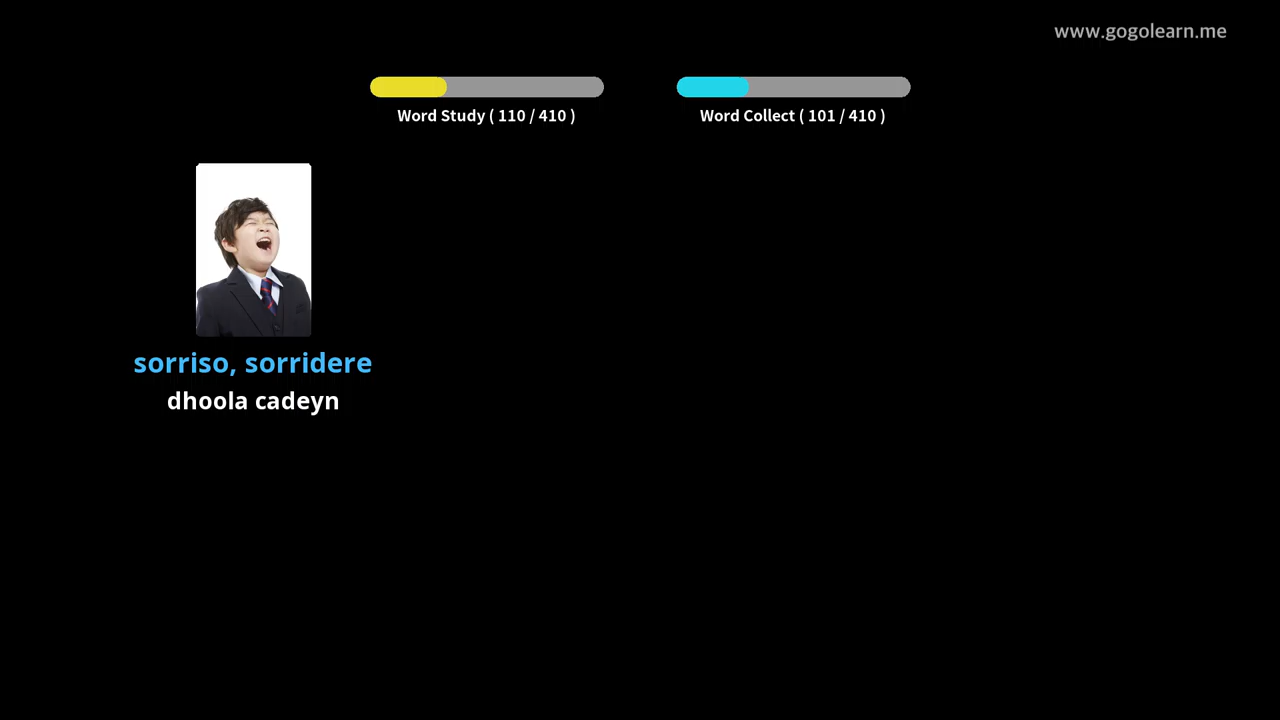 www.gogolearn.me
Word Study ( 110 / 410 )
Word Collect ( 101 / 410 )
sorriso, sorridere
dhoola cadeyn